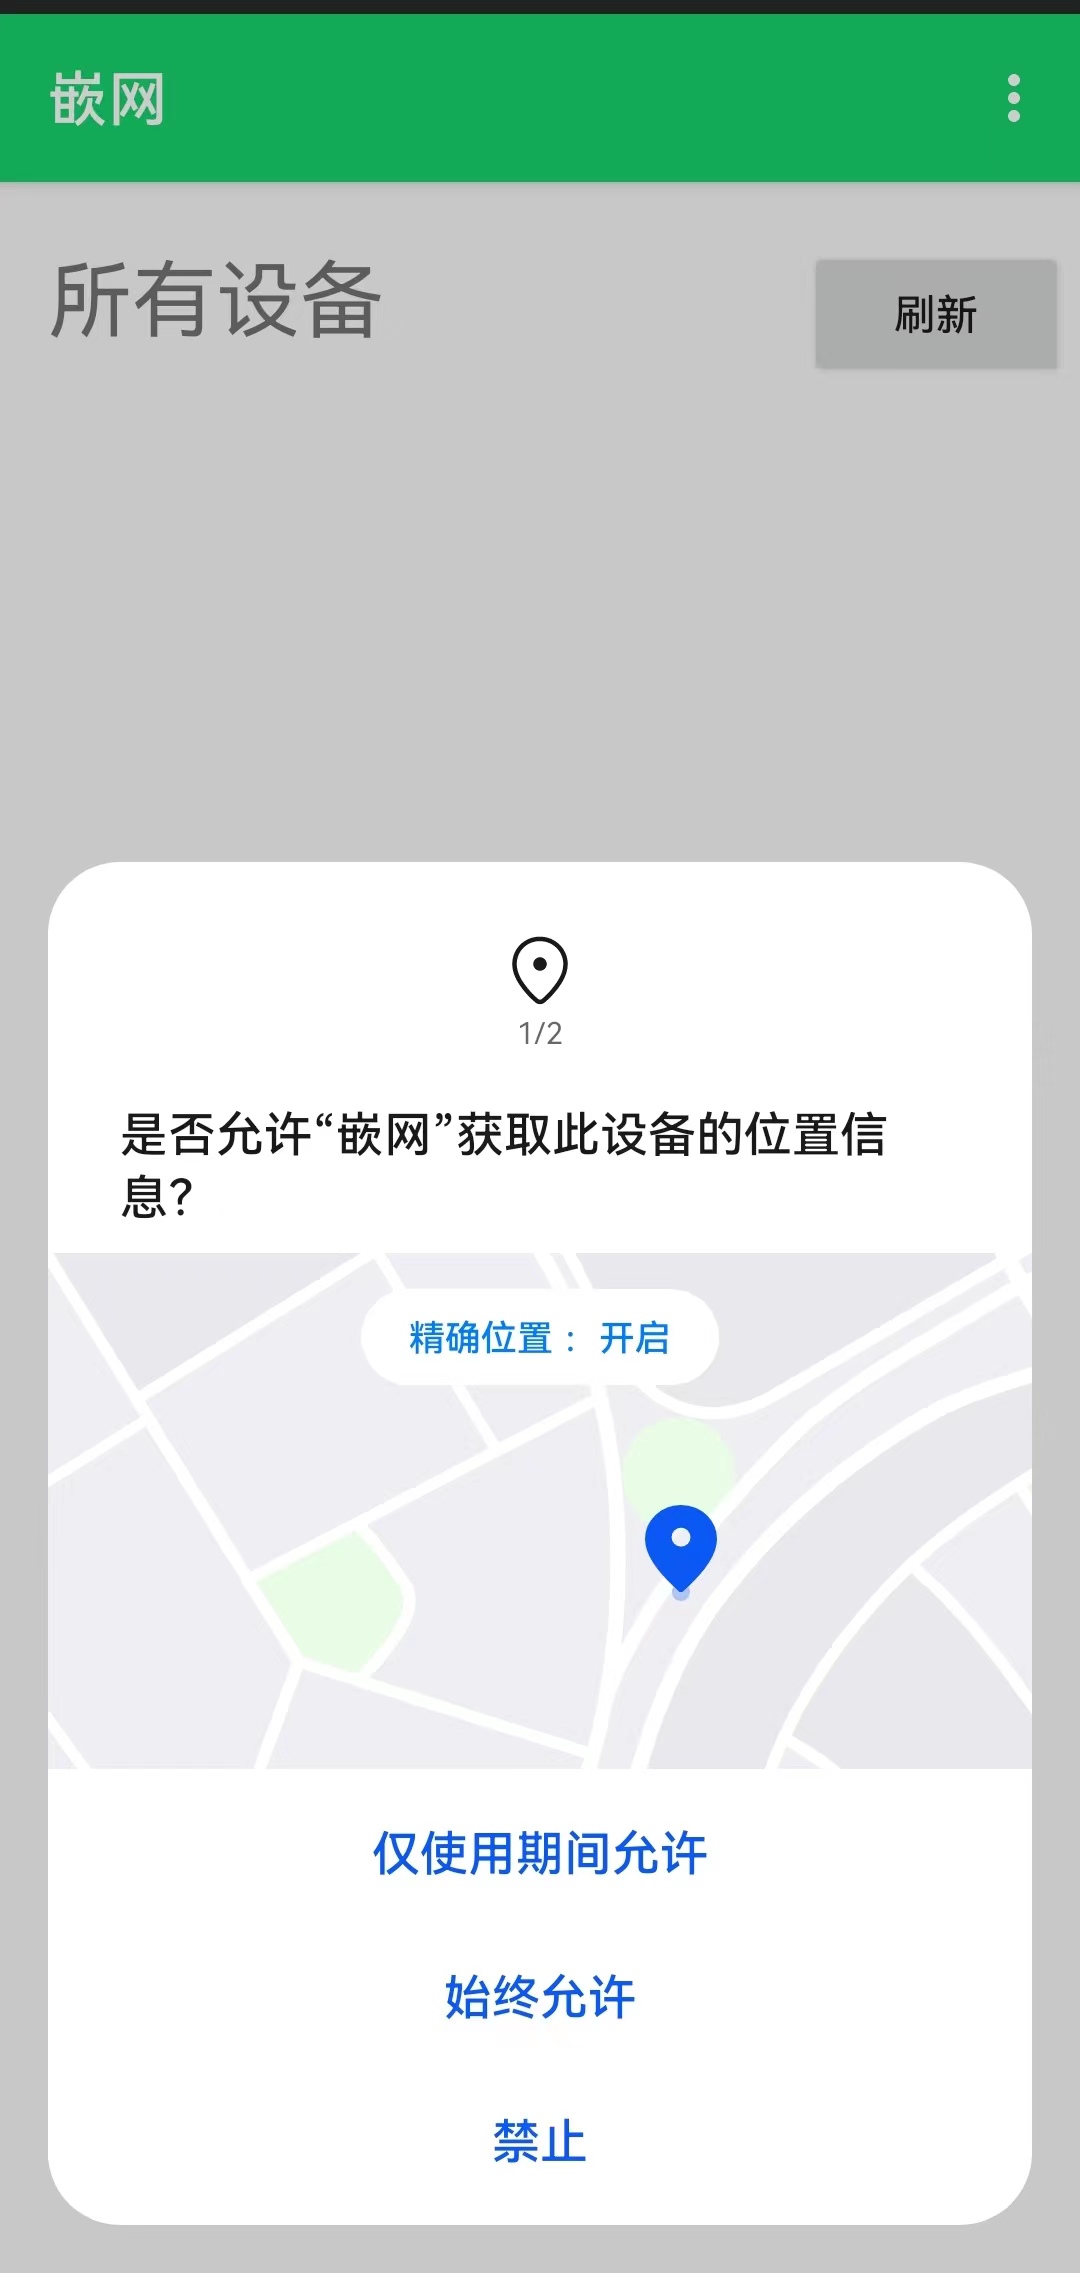 嵌网
所有设备
刷新
1/2
是否允许“嵌网”获取此设备的位置信
息?
精确位置： 开启
仅使用期间允许
始终允许
禁止